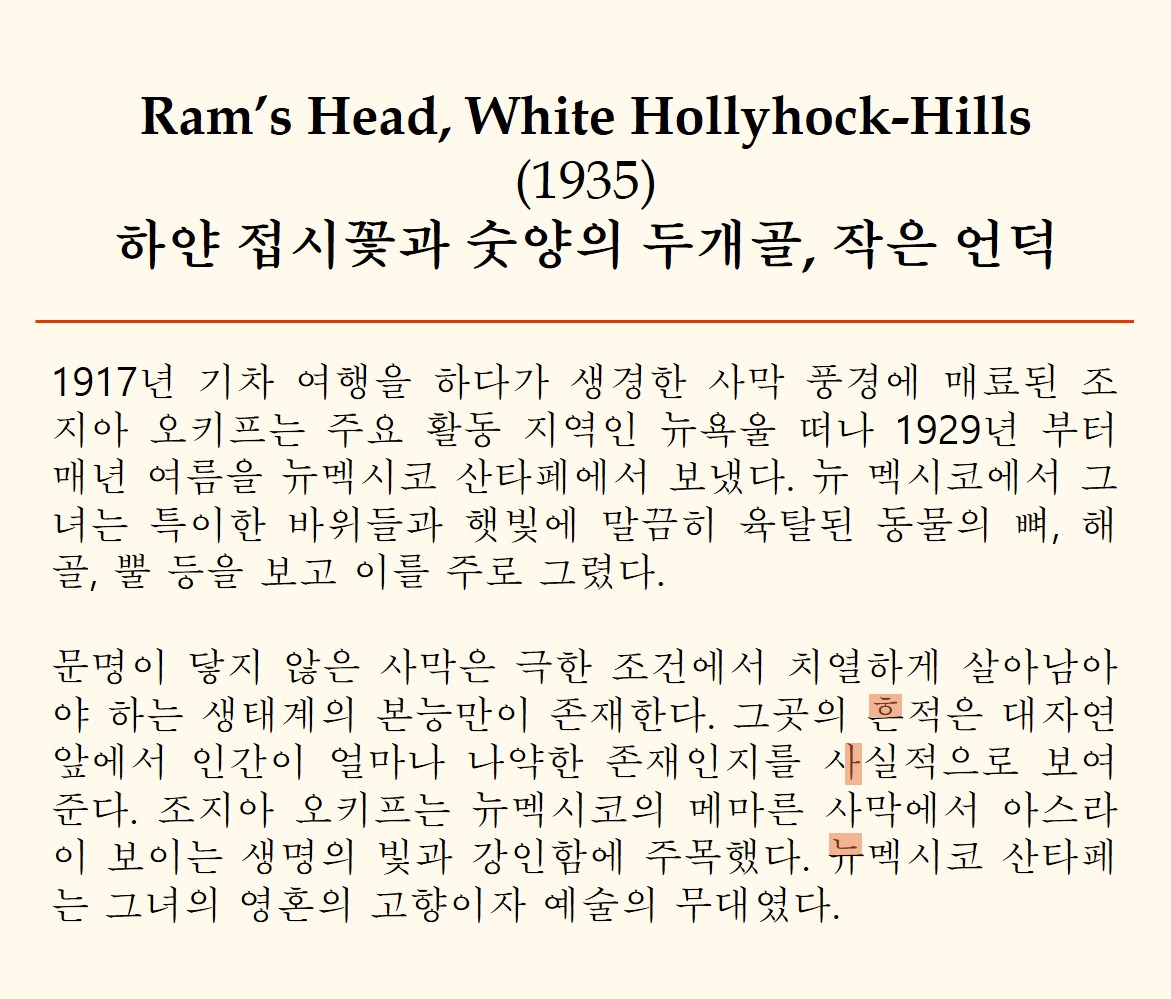 Ram’s Head, White Hollyhock-Hills
(1935)
하얀 접시꽃과 숫양의 두개골, 작은 언덕
1917년 기차 여행을 하다가 생경한 사막 풍경에 매료된 조
지아 오키프는 주요 활동 지역인 뉴욕울 떠나 1929년 부터
매년 여름을 뉴멕시코 산타페에서 보냈다. 뉴 멕시코에서 그
녀는 특이한 바위들과 햇빛에 말끔히 육탈된 동물의 뼈, 해
골, 뿔 등을 보고 이를 주로 그렸다.
문명이 닿지 않은 사막은 극한 조건에서 치열하게 살아남아
야 하는 생태계의 본능만이 존재한다. 그곳의 흔적은 대자연
앞에서 인간이 얼마나 나약한 존재인지를 사실적으로 보여
준다. 조지아 오키프는 뉴멕시코의 메마른 사막에서 아스라
이 보이는 생명의 빛과 강인함에 주목했다. 뉴멕시코 산타페
는 그녀의 영혼의 고향이자 예술의 무대였다.